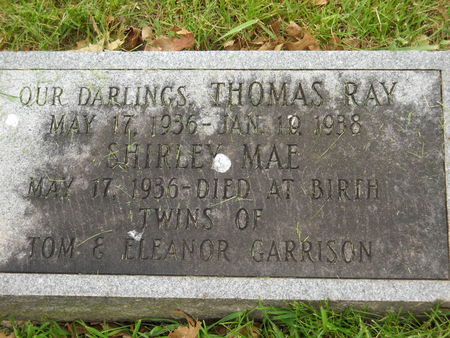 OUR DARLINGS, THOMAS RAY
MAY 17, 1936-JAN. 19, 1938
SHIRLEY MAE
MAY 17, 1936-DIED AT BIRTH
TWINS OF
TOM & ELEANOR GARRISON